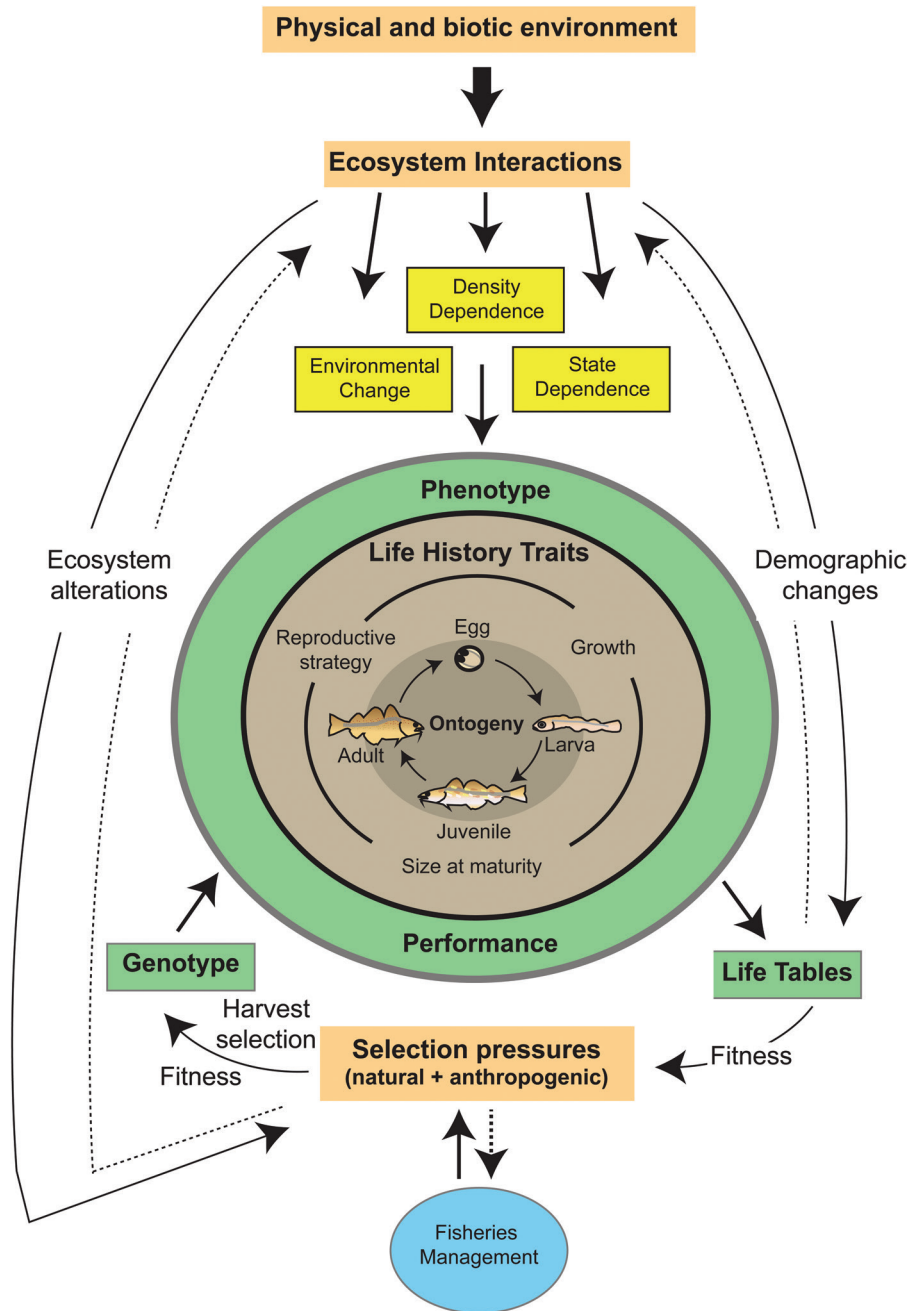 Physical and biotic environment
Ecosystem Interactions
Density
Dependence
Environmental
Change
State
Dependence
Phenotype
Life History Traits
Ecosystem
alterations
Demographic
changes
Reproductive
strategy
Egg
Growth
Ontogeny
Adult
Larva
Juvenile
Size at maturity
Performance
Genotype
Life Tables
Harvest
selection
Fitness
Selection pressures
(natural + anthropogenic)
Fitness
Fisheries
Management